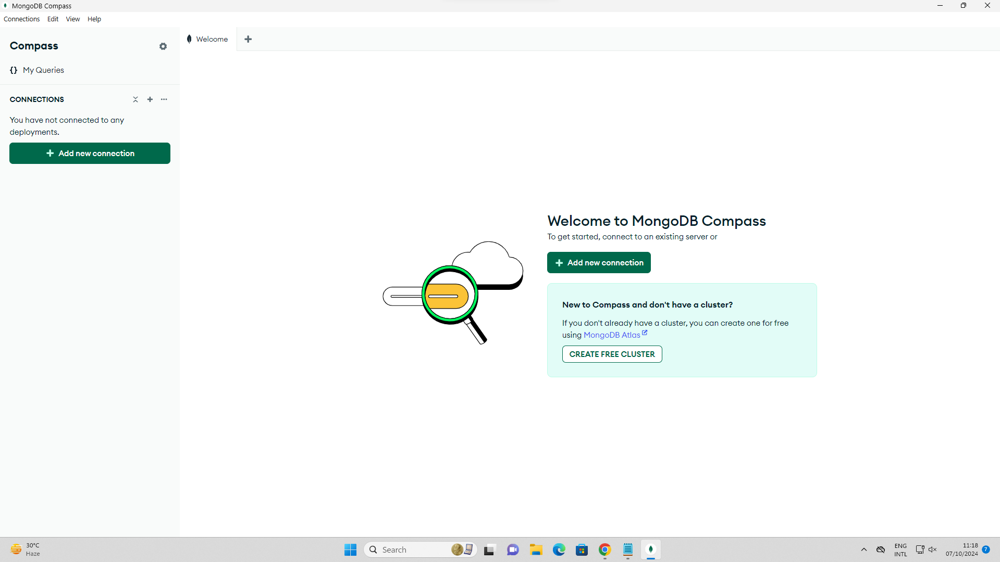 MongoDB Compass
Connections Edit View Help
Compass
Welcome
{} My Queries
CONNECTIONS
You have not connected to any
deployments.
Add new connection
Welcome to MongoDB Compass
To get started, connect to an existing server or
Add new connection
New to Compass and don't have a cluster?
If you don't already have a cluster, you can create one for free
using MongoDB Atlas
CREATE FREE CLUSTER
30°C
Haze
Search
ENG
INTL
11:18
07/10/2024
7